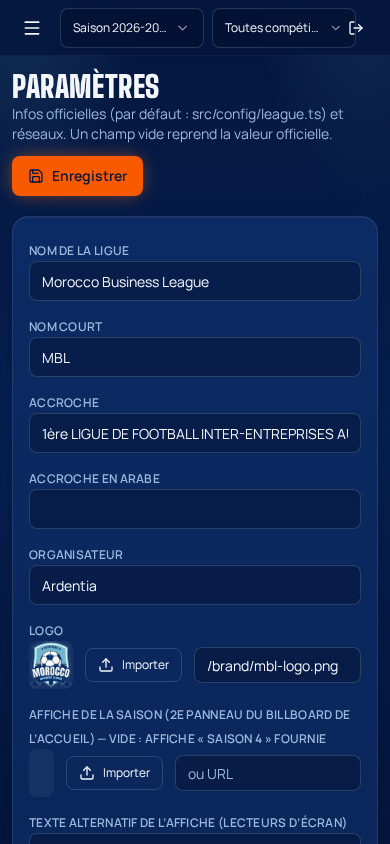 Saison 2026-20...
Toutes compéti...
PARAMÈTRES
Infos officielles (par défaut : src/config/league.ts) et
réseaux. Un champ vide reprend la valeur officielle.
Enregistrer
NOM DE LA LIGUE
Morocco Business League
NOM COURT
MBL
ACCROCHE
1ère LIGUE DE FOOTBALL INTER-ENTREPRISES AU
ACCROCHE EN ARABE
ORGANISATEUR
Ardentia
LOGO
MOROCCO
Importer
/brand/mbl-logo.png
AFFICHE DE LA SAISON (2E PANNEAU DU BILLBOARD DE
L'ACCUEIL) — VIDE : AFFICHE « SAISON 4 » FOURNIE
Importer
ou URL
TEXTE ALTERNATIF DE L'AFFICHE (LECTEURS D'ÉCRAN)